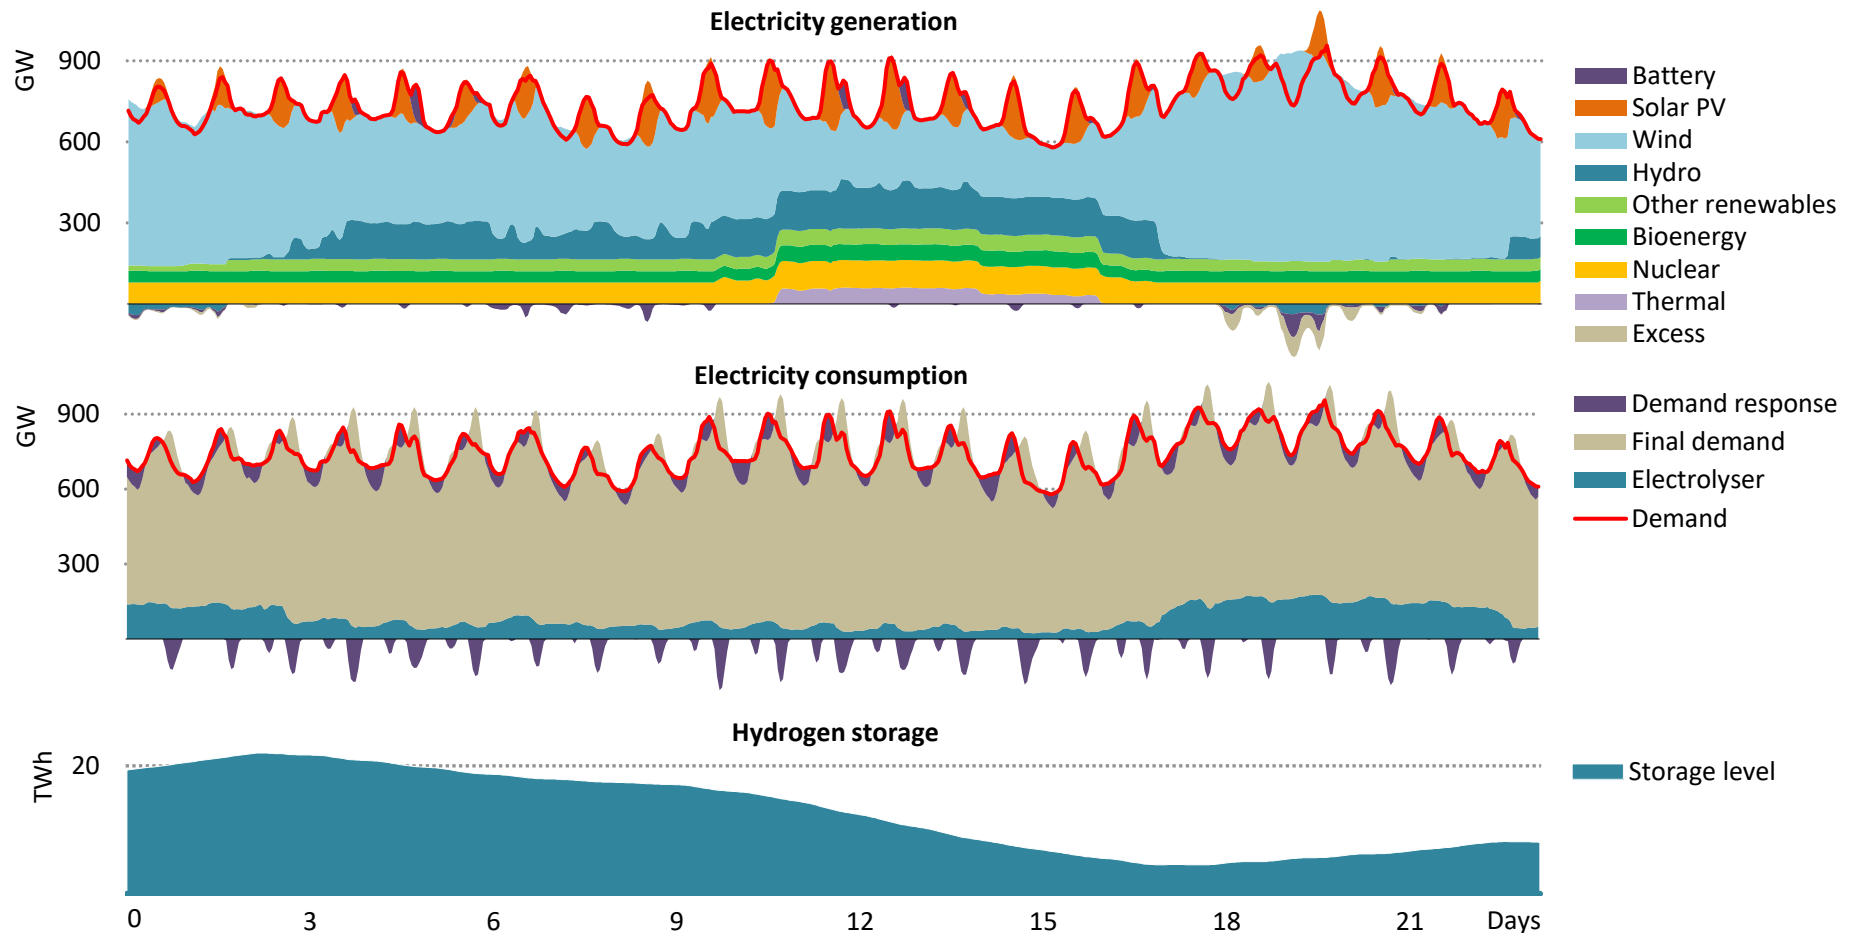 Electricity generation
GW
900
600
300
Battery
Solar PV
Wind
Hydro
Other renewables
Bioenergy
Nuclear
Thermal
Excess
Electricity consumption
GW
900
600
300
Demand response
Final demand
Electrolyser
Demand
Hydrogen storage
TWh
20
Storage level
0 3 6 9 12 15 18 21 Days